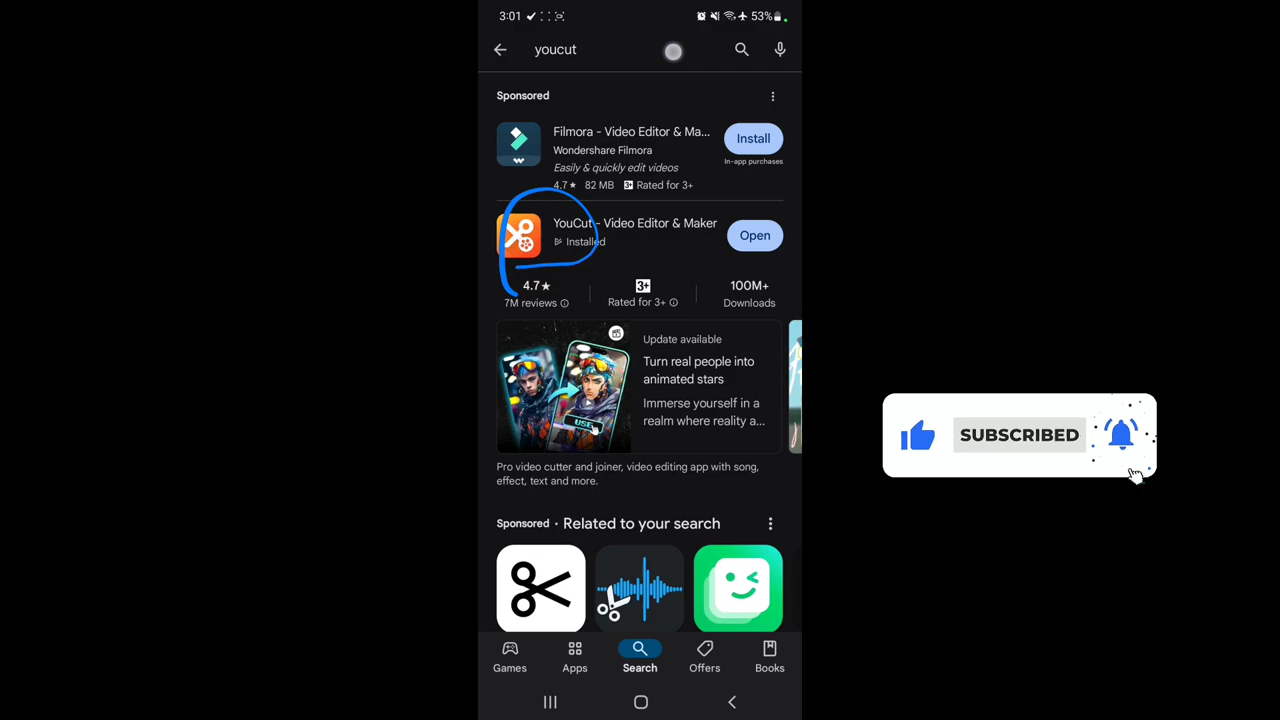 3:01
53%
youcut
Sponsored
Filmora - Video Editor & Ma...
Wondershare Filmora
Easily & quickly edit videos
4.7★ 82 MB 3+ Rated for 3+
Install
In-app purchases
YouCut - Video Editor & Maker
Installed
Open
4.7★
7M reviews
3+
Rated for 3+
100M+
Downloads
USE
Update available
Turn real people into
animated stars
Immerse yourself in a
realm where reality a...
Pro video cutter and joiner, video editing app with song,
effect, text and more.
Sponsored · Related to your search
Games
Apps
Search
Offers
Books
SUBSCRIBED